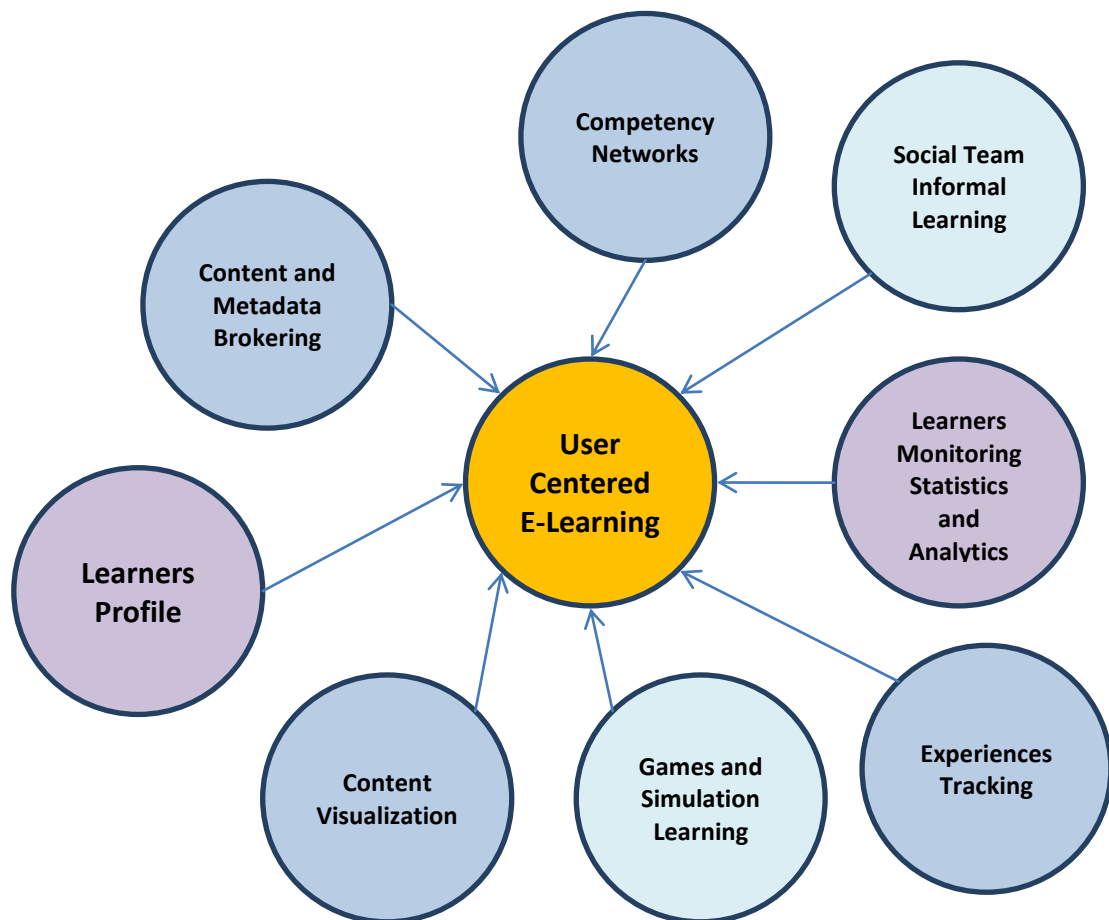 Competency
Networks
Social Team
Informal
Learning
Content and
Metadata
Brokering
User
Centered
E-Learning
Learners
Monitoring
Statistics
and
Analytics
Learners
Profile
Content
Visualization
Games and
Simulation
Learning
Experiences
Tracking